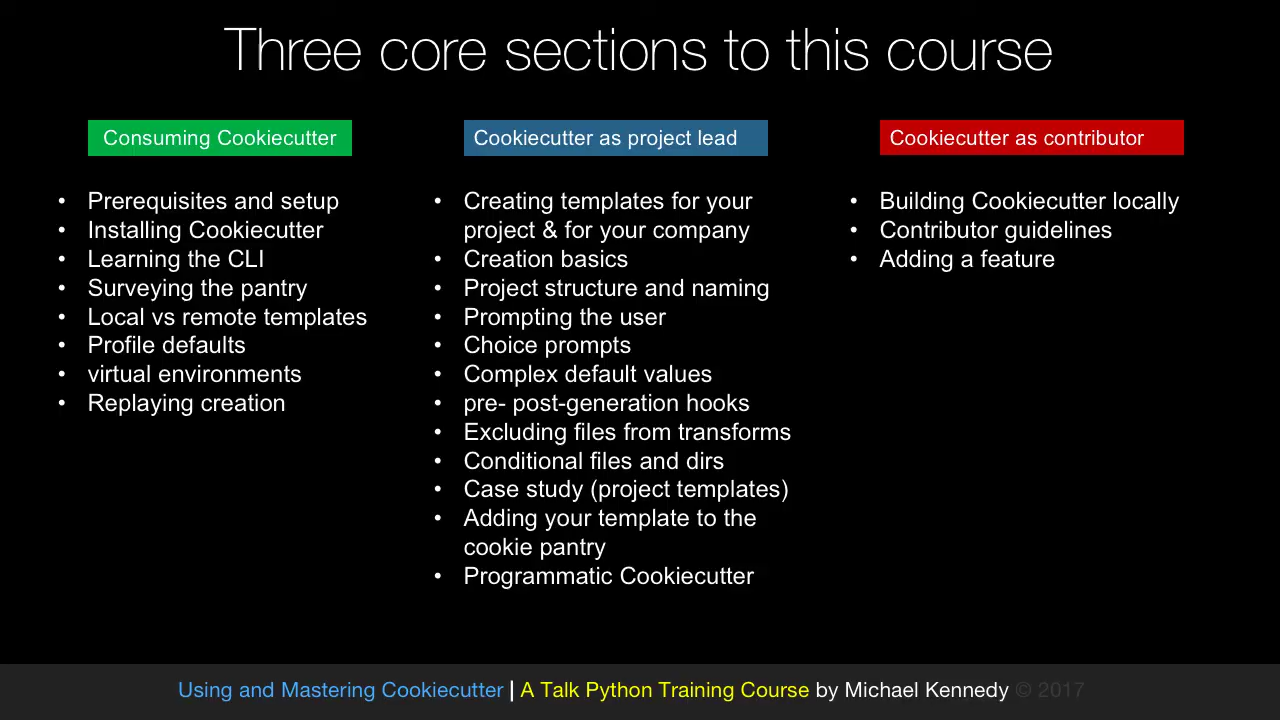 Three core sections to this course
Consuming Cookiecutter
• Prerequisites and setup
• Installing Cookiecutter
• Learning the CLI
• Surveying the pantry
• Local vs remote templates
• Profile defaults
• virtual environments
• Replaying creation
Cookiecutter as project lead
• Creating templates for your
project & for your company
• Creation basics
• Project structure and naming
• Prompting the user
• Choice prompts
• Complex default values
• pre- post-generation hooks
• Excluding files from transforms
• Conditional files and dirs
• Case study (project templates)
• Adding your template to the
cookie pantry
• Programmatic Cookiecutter
Cookiecutter as contributor
• Building Cookiecutter locally
• Contributor guidelines
• Adding a feature
Using and Mastering Cookiecutter | A Talk Python Training Course by Michael Kennedy © 2017